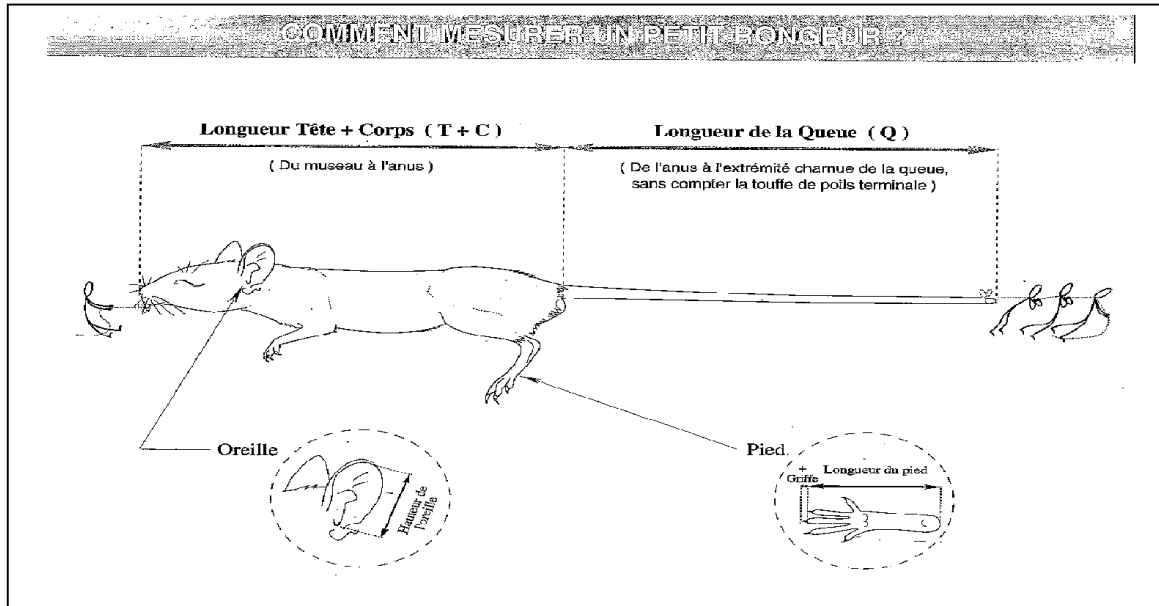 COMMENT MESURER UN PETIT RONGEUR ?
Longueur Tête + Corps ( T + C )
( Du museau à l'anus )
Longueur de la Queue ( Q )
( De l'anus à l'extrémité charnue de la queue,
sans compter la touffe de poils terminale )
Oreille
Hauteur de
l'oreille
Pied
+
Griffe
Longueur du pied